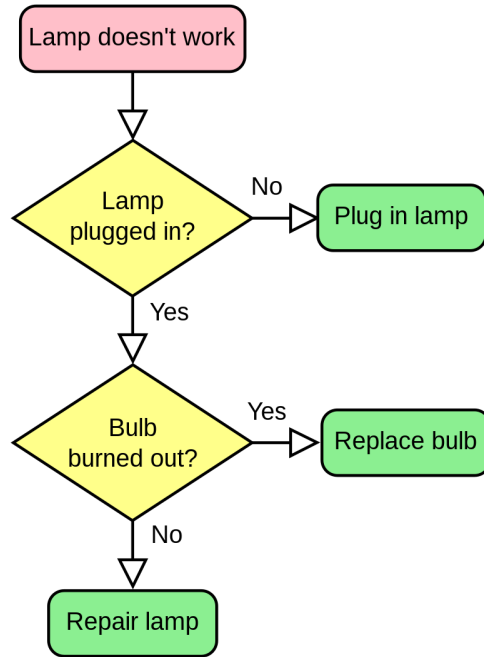 Lamp doesn't work
Lamp
plugged in?
No
Plug in lamp
Yes
Bulb
burned out?
Yes
Replace bulb
No
Repair lamp